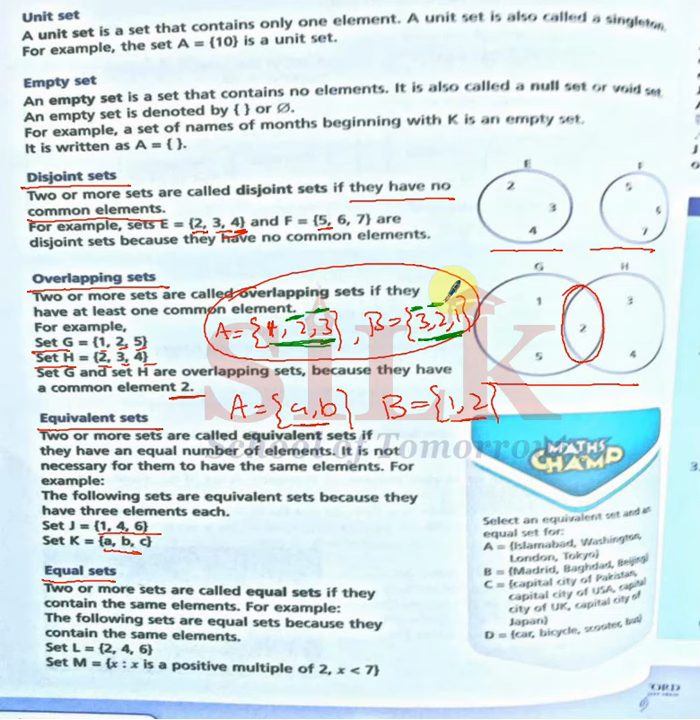 Unit set
A unit set is a set that contains only one element. A unit set is also called a singleton.
For example, the set A = {10} is a unit set.
Empty set
An empty set is a set that contains no elements. It is also called a null set or void set.
An empty set is denoted by { } or Ø.
For example, a set of names of months beginning with K is an empty set.
It is written as A = { }.
Disjoint sets
Two or more sets are called disjoint sets if they have no
common elements.
For example, sets E = {2, 3, 4} and F = {5, 6, 7} are
disjoint sets because they have no common elements.
E
2
3
4
F
5
6
7
Overlapping sets
Two or more sets are called overlapping sets if they
have at least one common element.
For example,
Set G = {1, 2, 5}
Set H = {2, 3, 4}
Set G and set H are overlapping sets, because they have
a common element 2.
A = {4, 2, 3}, B = {3, 2, 1}
G
H
1
3
2
5
4
A = {a, b} B = {1, 2}
SILK
School of Tomorrow
Equivalent sets
Two or more sets are called equivalent sets if
they have an equal number of elements. It is not
necessary for them to have the same elements. For
example:
The following sets are equivalent sets because they
have three elements each.
Set J = {1, 4, 6}
Set K = {a, b, c}
Equal sets
Two or more sets are called equal sets if they
contain the same elements. For example:
The following sets are equal sets because they
contain the same elements.
Set L = {2, 4, 6}
Set M = {x : x is a positive multiple of 2, x < 7}
MATHS
CHAMP
Select an equivalent set and an
equal set for:
A = {Islamabad, Washington,
London, Tokyo}
B = {Madrid, Baghdad, Beijing}
C = {capital city of Pakistan,
capital city of USA, capital
city of UK, capital city of
Japan}
D = {car, bicycle, scooter, bus}
3.